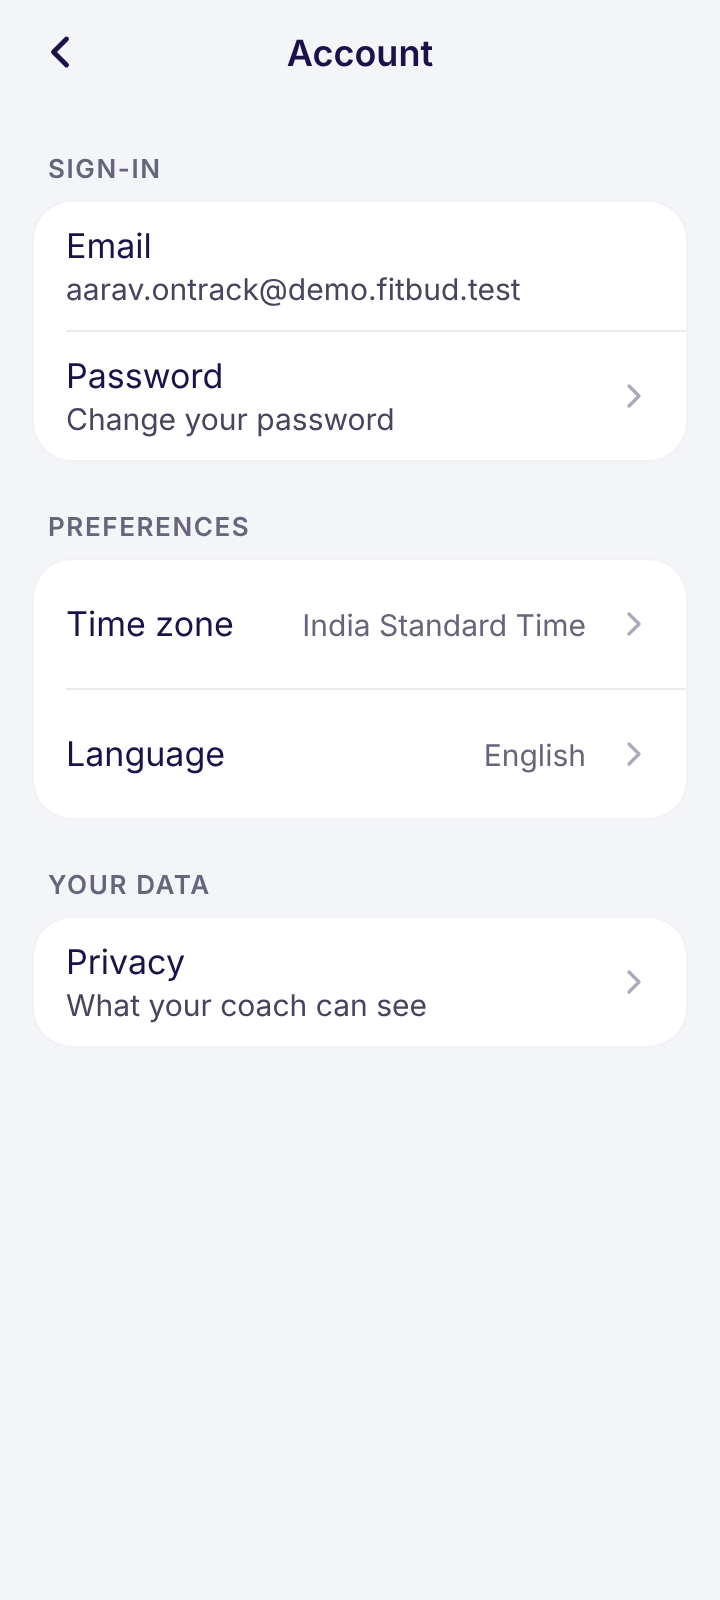 Account
SIGN-IN
Email
aarav.ontrack@demo.fitbud.test
Password
Change your password
PREFERENCES
Time zone India Standard Time
Language English
YOUR DATA
Privacy
What your coach can see